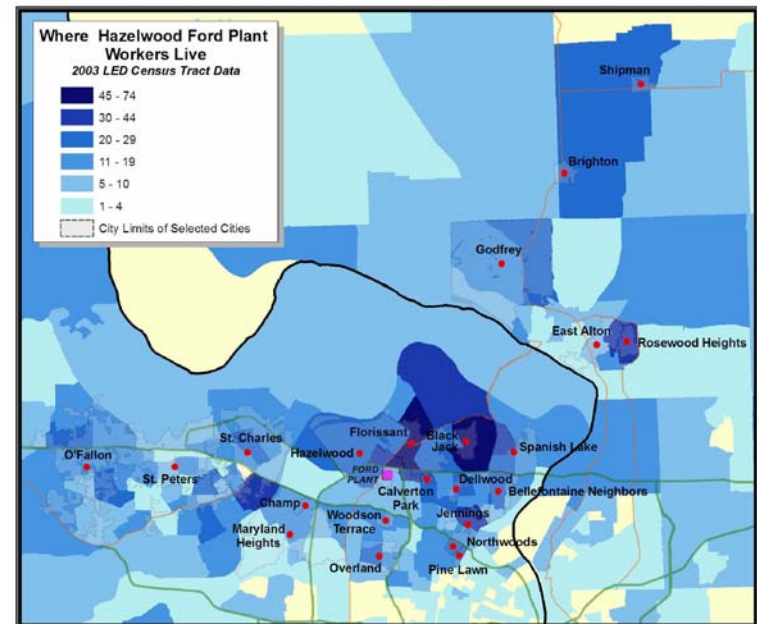 Where Hazelwood Ford Plant
Workers Live
2003 LED Census Tract Data
45 - 74
30 - 44
20 - 29
11 - 19
5 - 10
1 - 4
City Limits of Selected Cities
Shipman
Brighton
Godfrey
East Alton
Rosewood Heights
St. Charles
Florissant
Black
Jack
Hazelwood
Spanish Lake
O'Fallon
St. Peters
FORD
PLANT
Calverton
Park
Dellwood
Bellefontaine Neighbors
Champ
Woodson
Terrace
Jennings
Maryland
Heights
Northwoods
Overland
Pine Lawn